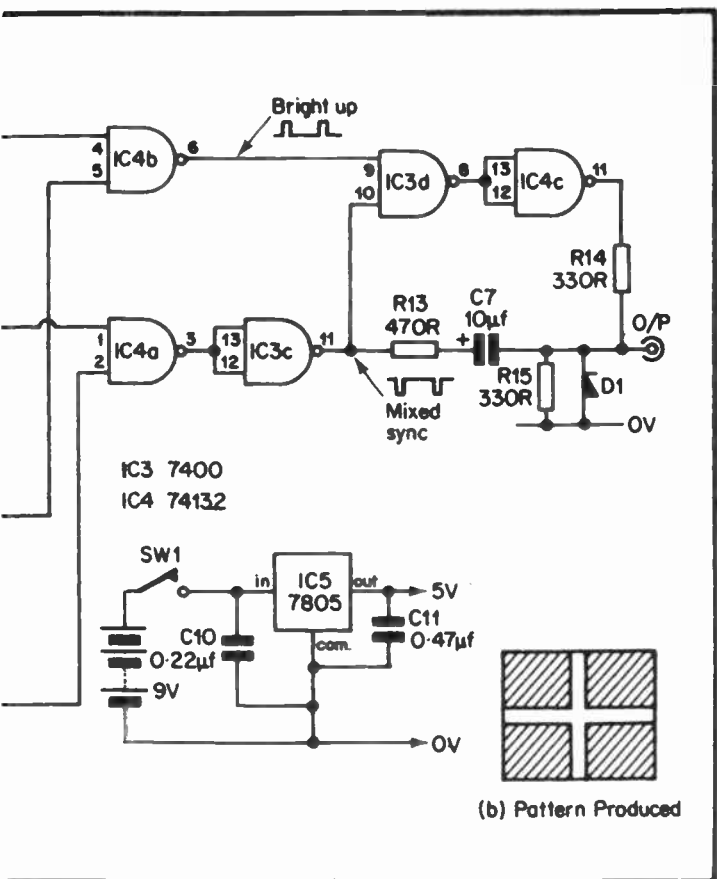 Bright up
4
5
IC4b
6
9
10
IC3d
8
13
12
IC4c
11
R14
330R
1
2
IC4a
3
13
12
IC3c
11
R13
470R
C7
10µf
+
O/P
R15
330R
D1
0V
Mixed
sync
IC3 7400
IC4 74132
SW1
in
IC5
7805
out
5V
C10
0·22µf
com.
C11
0·47µf
9V
0V
(b) Pattern Produced